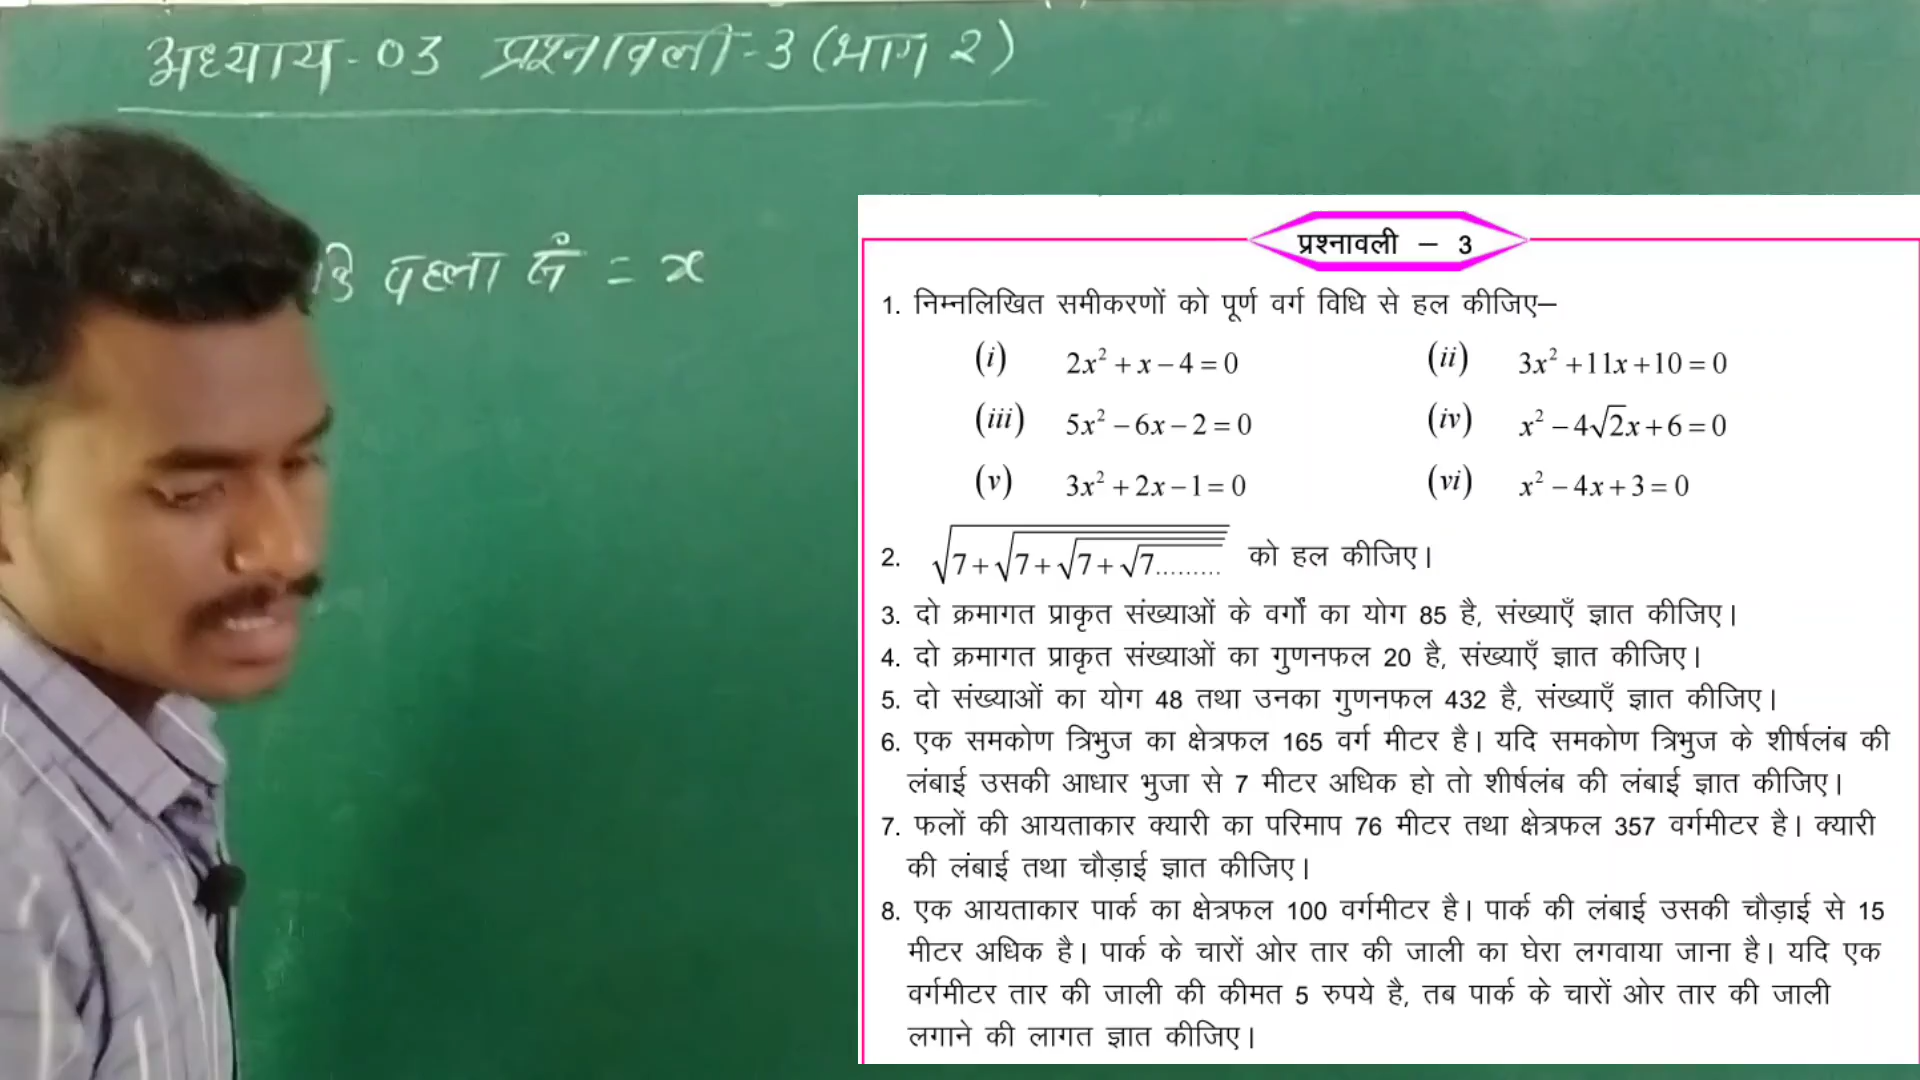 अध्याय-03 प्रश्नावली-3 (भाग 2)
पहला सं० = x
प्रश्नावली – 3
1. निम्नलिखित समीकरणों को पूर्ण वर्ग विधि से हल कीजिए–
(i) 2x² + x – 4 = 0 (ii) 3x² + 11x + 10 = 0
(iii) 5x² – 6x – 2 = 0 (iv) x² – 4√2x + 6 = 0
(v) 3x² + 2x – 1 = 0 (vi) x² – 4x + 3 = 0
2. √7+√7+√7+√7......... को हल कीजिए।
3. दो क्रमागत प्राकृत संख्याओं के वर्गों का योग 85 है, संख्याएँ ज्ञात कीजिए।
4. दो क्रमागत प्राकृत संख्याओं का गुणनफल 20 है, संख्याएँ ज्ञात कीजिए।
5. दो संख्याओं का योग 48 तथा उनका गुणनफल 432 है, संख्याएँ ज्ञात कीजिए।
6. एक समकोण त्रिभुज का क्षेत्रफल 165 वर्ग मीटर है। यदि समकोण त्रिभुज के शीर्षलंब की
लंबाई उसकी आधार भुजा से 7 मीटर अधिक हो तो शीर्षलंब की लंबाई ज्ञात कीजिए।
7. फलों की आयताकार क्यारी का परिमाप 76 मीटर तथा क्षेत्रफल 357 वर्गमीटर है। क्यारी
की लंबाई तथा चौड़ाई ज्ञात कीजिए।
8. एक आयताकार पार्क का क्षेत्रफल 100 वर्गमीटर है। पार्क की लंबाई उसकी चौड़ाई से 15
मीटर अधिक है। पार्क के चारों ओर तार की जाली का घेरा लगवाया जाना है। यदि एक
वर्गमीटर तार की जाली की कीमत 5 रुपये है, तब पार्क के चारों ओर तार की जाली
लगाने की लागत ज्ञात कीजिए।